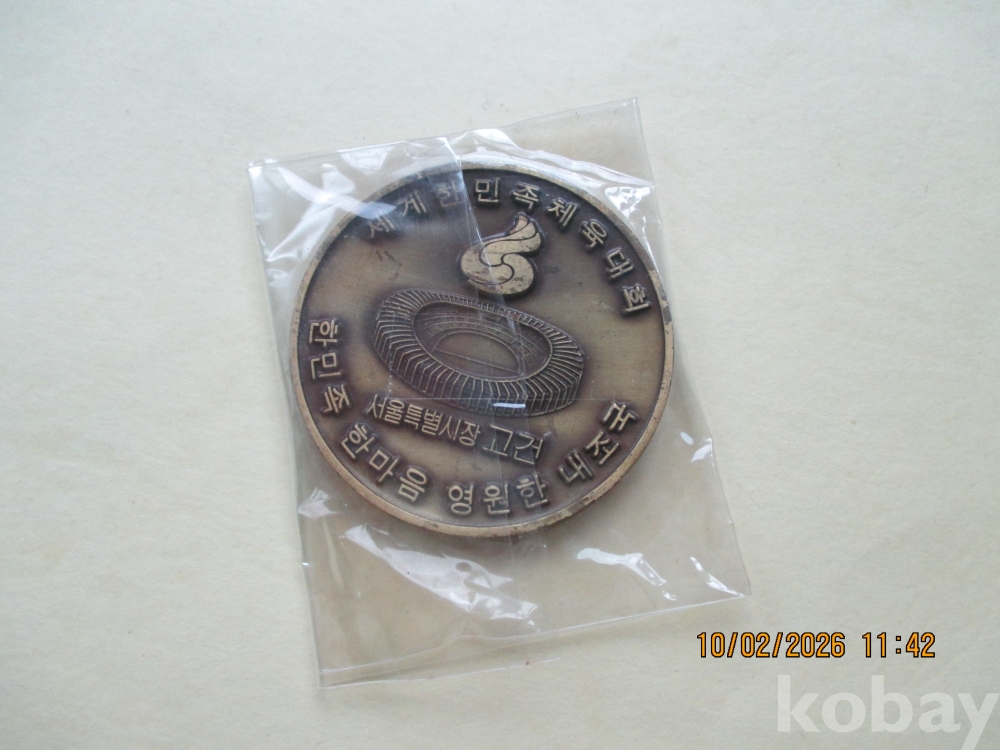 세계한민족체육대회
서울특별시장 고건
한민족 한마음 영원한 내조국
10/02/2026 11:42
kobay